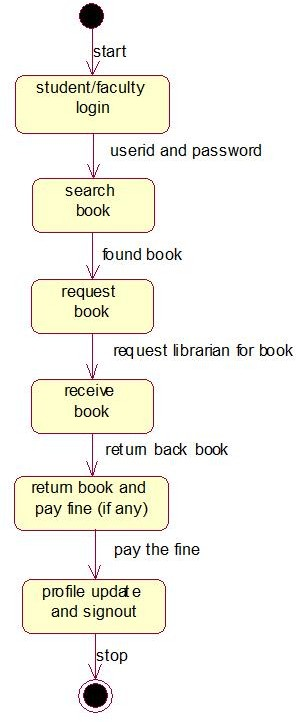 start
student/faculty
login
userid and password
search
book
found book
request
book
request librarian for book
receive
book
return back book
return book and
pay fine (if any)
pay the fine
profile update
and signout
stop